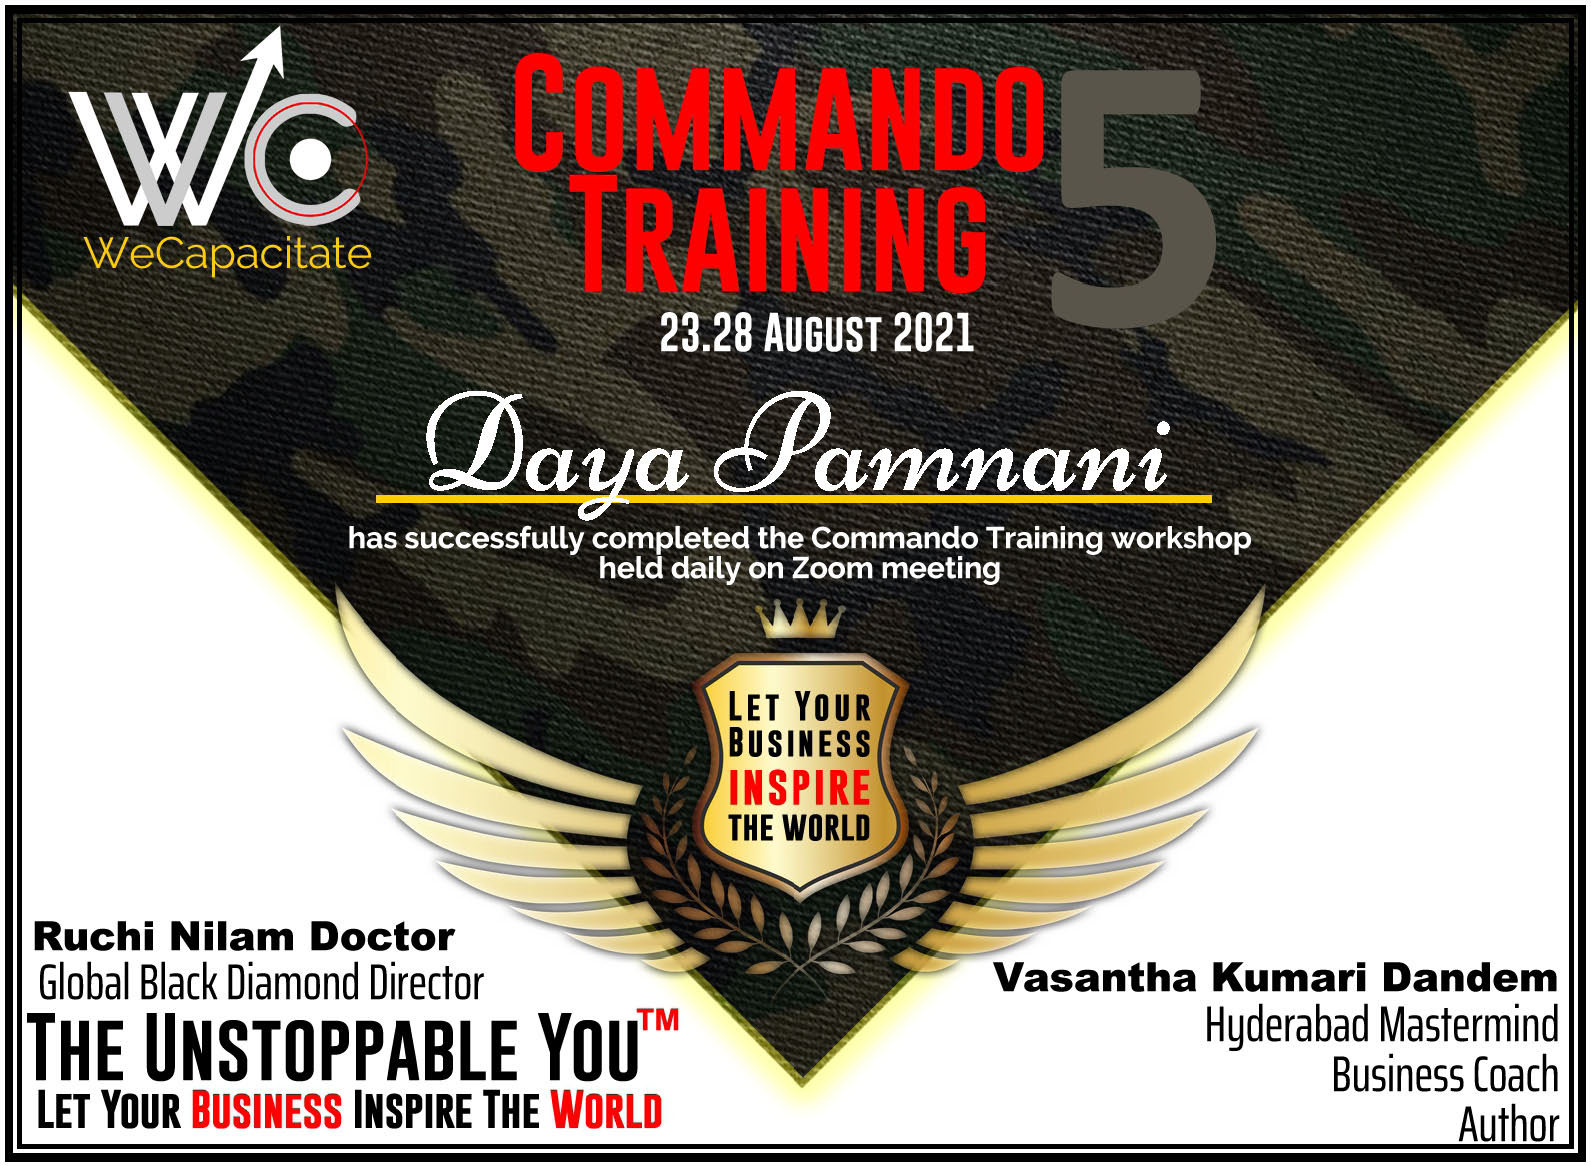 WC
WeCapacitate
COMMANDO
TRAINING
5
23.28 AUGUST 2021
Daya Pamnani
has successfully completed the Commando Training workshop
held daily on Zoom meeting
LET YOUR
BUSINESS
INSPIRE
THE WORLD
Ruchi Nilam Doctor
Global Black Diamond Director
THE UNSTOPPABLE YOU™
LET YOUR BUSINESS INSPIRE THE WORLD
Vasantha Kumari Dandem
Hyderabad Mastermind
Business Coach
Author